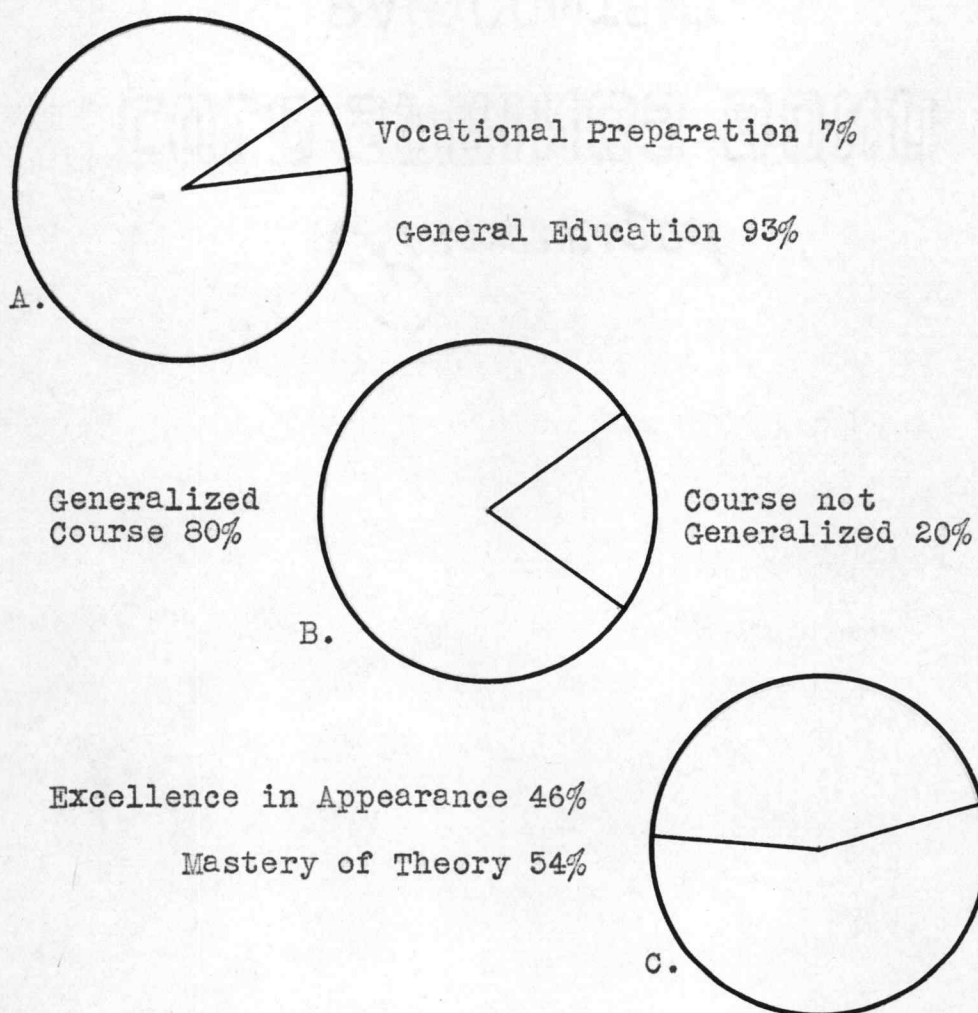 Vocational Preparation 7%
General Education 93%
A.
Generalized
Course 80%
Course not
Generalized 20%
B.
Excellence in Appearance 46%
Mastery of Theory 54%
C.